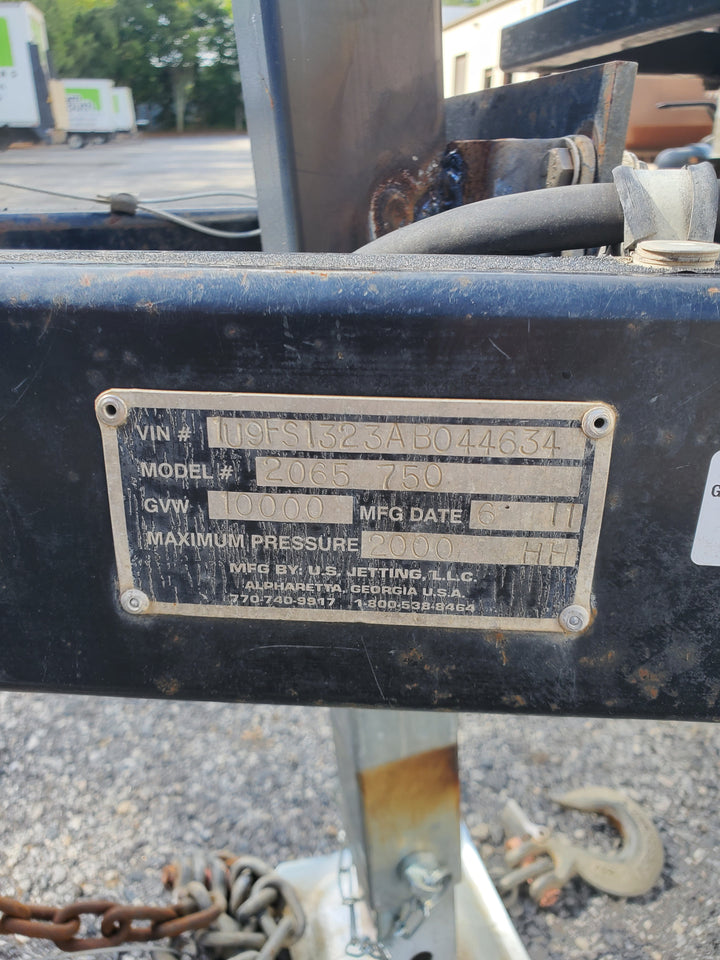 VIN # 1U9FS1323AB044634
MODEL # 2065 750
GVW 10000 MFG DATE 6 11
MAXIMUM PRESSURE 2000 HH
MFG BY: U.S. JETTING, L.L.C.
ALPHARETTA, GEORGIA U.S.A.
770-740-9917 1-800-538-8464